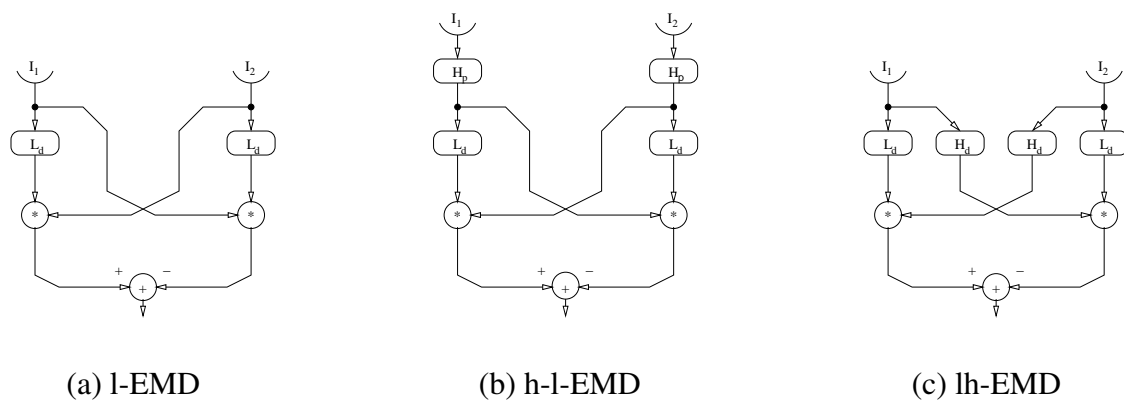 I1 I2
Hp Hp
Ld Ld
* *
+ −
+
(a) l-EMD
I1 I2
Ld Ld
* *
+ −
+
(b) h-l-EMD
I1 I2
Ld Hd Hd Ld
* *
+ −
+
(c) lh-EMD